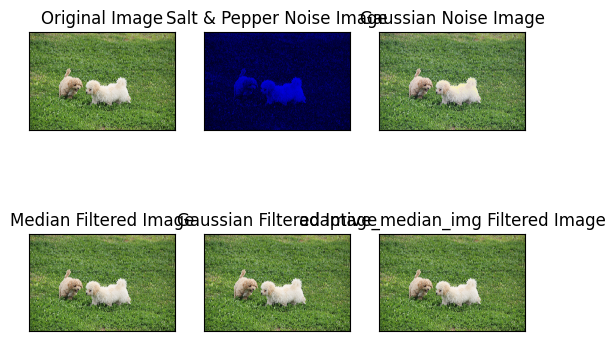 Original Image
Salt & Pepper Noise Image
Gaussian Noise Image
Median Filtered Image
Gaussian Filtered Image
adaptive_median_img Filtered Image